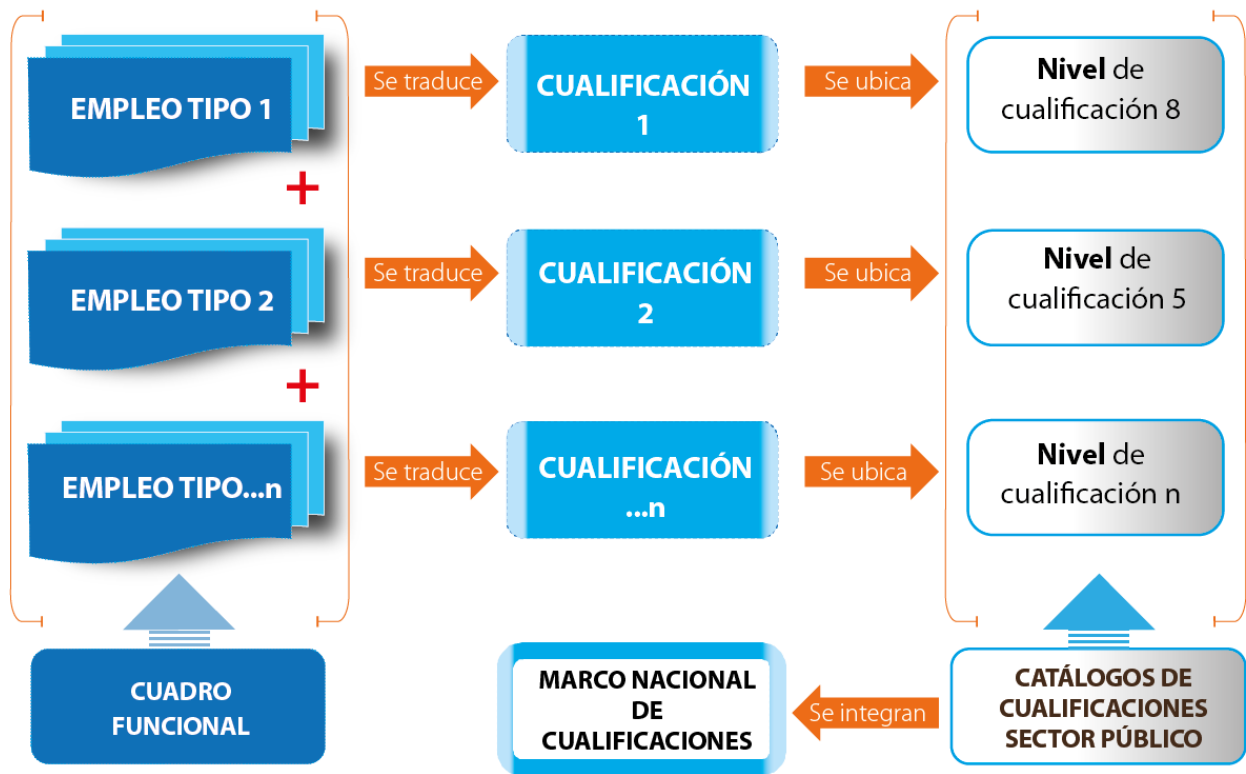 EMPLEO TIPO 1
Se traduce
CUALIFICACIÓN
1
Se ubica
Nivel de
cualificación 8
+
EMPLEO TIPO 2
Se traduce
CUALIFICACIÓN
2
Se ubica
Nivel de
cualificación 5
+
EMPLEO TIPO...n
Se traduce
CUALIFICACIÓN
...n
Se ubica
Nivel de
cualificación n
CUADRO
FUNCIONAL
MARCO NACIONAL
DE
CUALIFICACIONES
Se integran
CATÁLOGOS DE
CUALIFICACIONES
SECTOR PÚBLICO